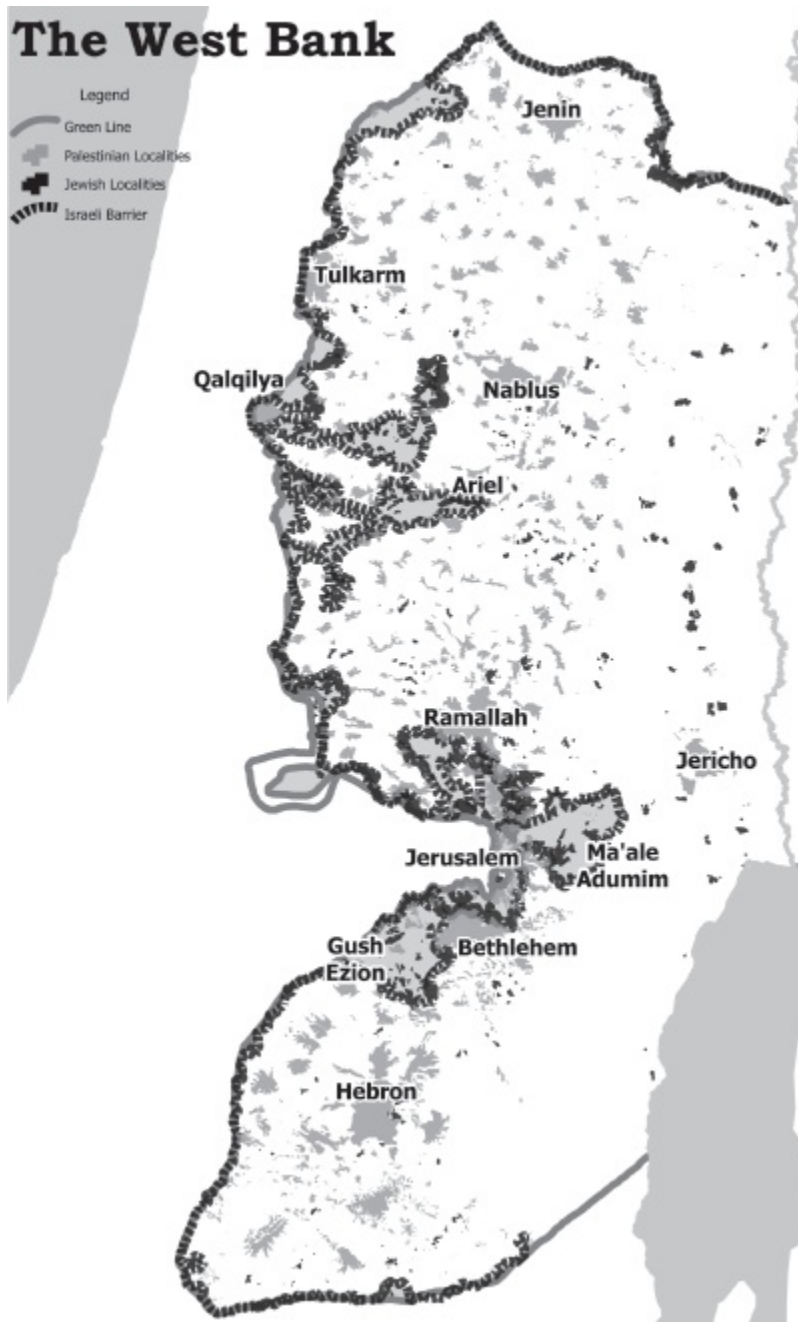 The West Bank
Legend
Green Line
Palestinian Localities
Jewish Localities
Israeli Barrier
Jenin
Tulkarm
Qalqilya
Nablus
Ariel
Ramallah
Jericho
Jerusalem
Ma'ale
Adumim
Gush
Ezion
Bethlehem
Hebron